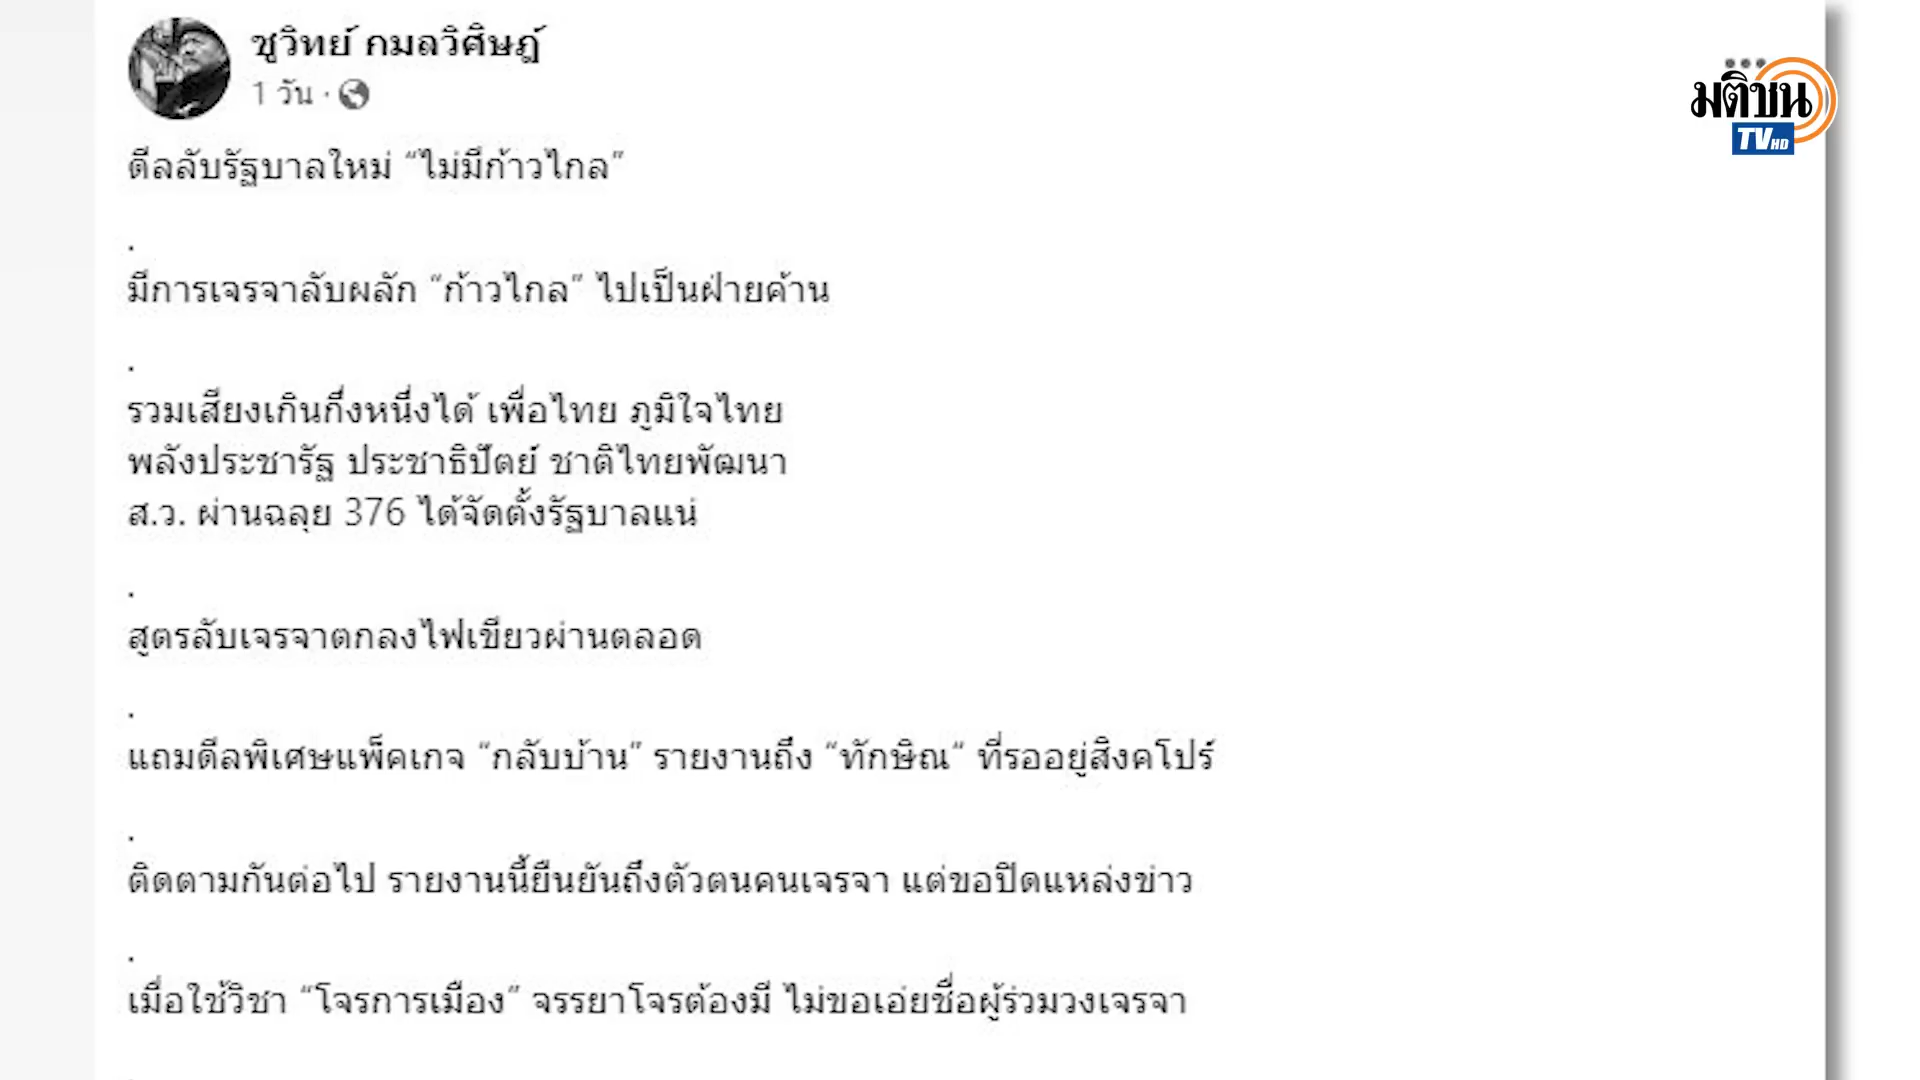 ชูวิทย์ กมลวิศิษฎ์
1 วัน ·
มติชน
TV HD
ดีลลับรัฐบาลใหม่ “ไม่มีก้าวไกล”
.
มีการเจรจาลับผลัก “ก้าวไกล” ไปเป็นฝ่ายค้าน
.
รวมเสียงเกินกึ่งหนึ่งได้ เพื่อไทย ภูมิใจไทย
พลังประชารัฐ ประชาธิปัตย์ ชาติไทยพัฒนา
ส.ว. ผ่านฉลุย 376 ได้จัดตั้งรัฐบาลแน่
.
สูตรลับเจรจาตกลงไฟเขียวผ่านตลอด
.
แถมดีลพิเศษแพ็คเกจ “กลับบ้าน” รายงานถึง “ทักษิณ” ที่รออยู่สิงคโปร์
.
ติดตามกันต่อไป รายงานนี้ยืนยันถึงตัวตนคนเจรจา แต่ขอปิดแหล่งข่าว
.
เมื่อใช้วิชา “โจรการเมือง” จรรยาโจรต้องมี ไม่ขอเอ่ยชื่อผู้ร่วมวงเจรจา